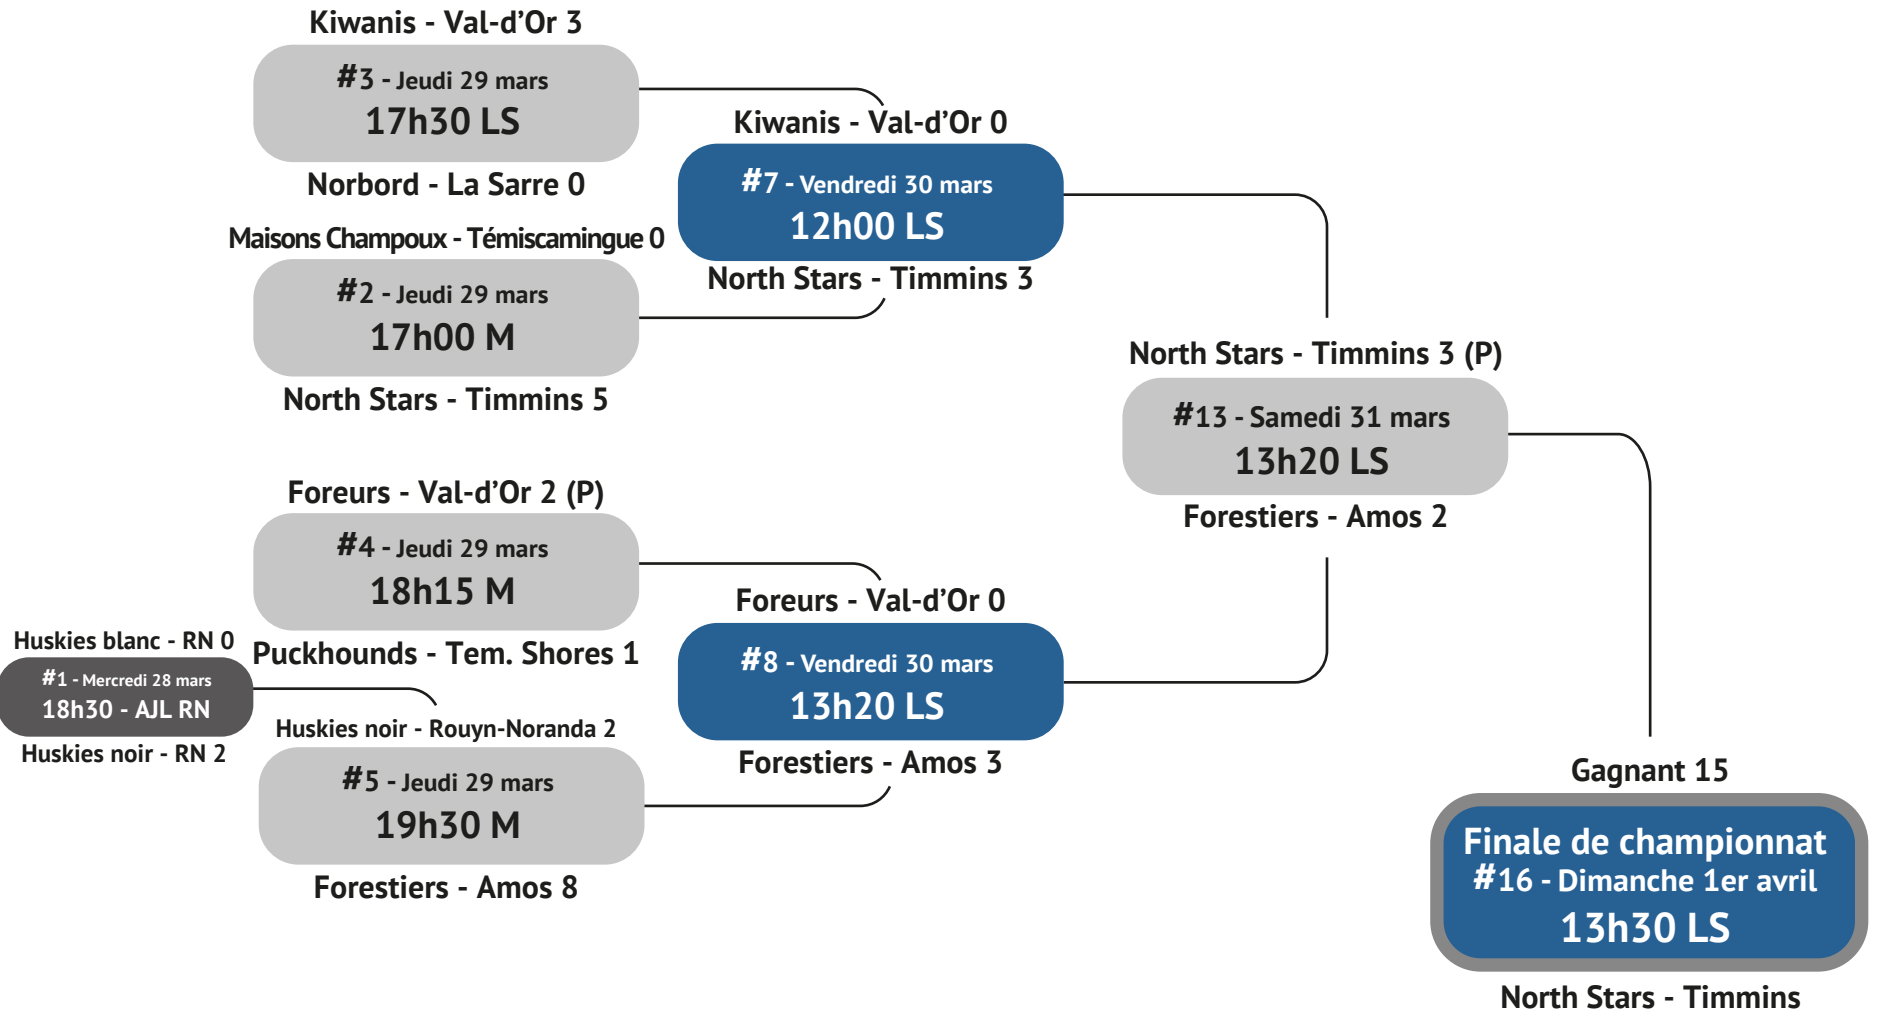 Kiwanis - Val-d’Or 3
#3 - Jeudi 29 mars
17h30 LS
Norbord - La Sarre 0
Maisons Champoux - Témiscamingue 0
#2 - Jeudi 29 mars
17h00 M
North Stars - Timmins 5
Foreurs - Val-d’Or 2 (P)
#4 - Jeudi 29 mars
18h15 M
Puckhounds - Tem. Shores 1
Huskies blanc - RN 0
#1 - Mercredi 28 mars
18h30 - AJL RN
Huskies noir - RN 2
Huskies noir - Rouyn-Noranda 2
#5 - Jeudi 29 mars
19h30 M
Forestiers - Amos 8
Kiwanis - Val-d’Or 0
#7 - Vendredi 30 mars
12h00 LS
North Stars - Timmins 3
Foreurs - Val-d’Or 0
#8 - Vendredi 30 mars
13h20 LS
Forestiers - Amos 3
North Stars - Timmins 3 (P)
#13 - Samedi 31 mars
13h20 LS
Forestiers - Amos 2
Gagnant 15
Finale de championnat
#16 - Dimanche 1er avril
13h30 LS
North Stars - Timmins